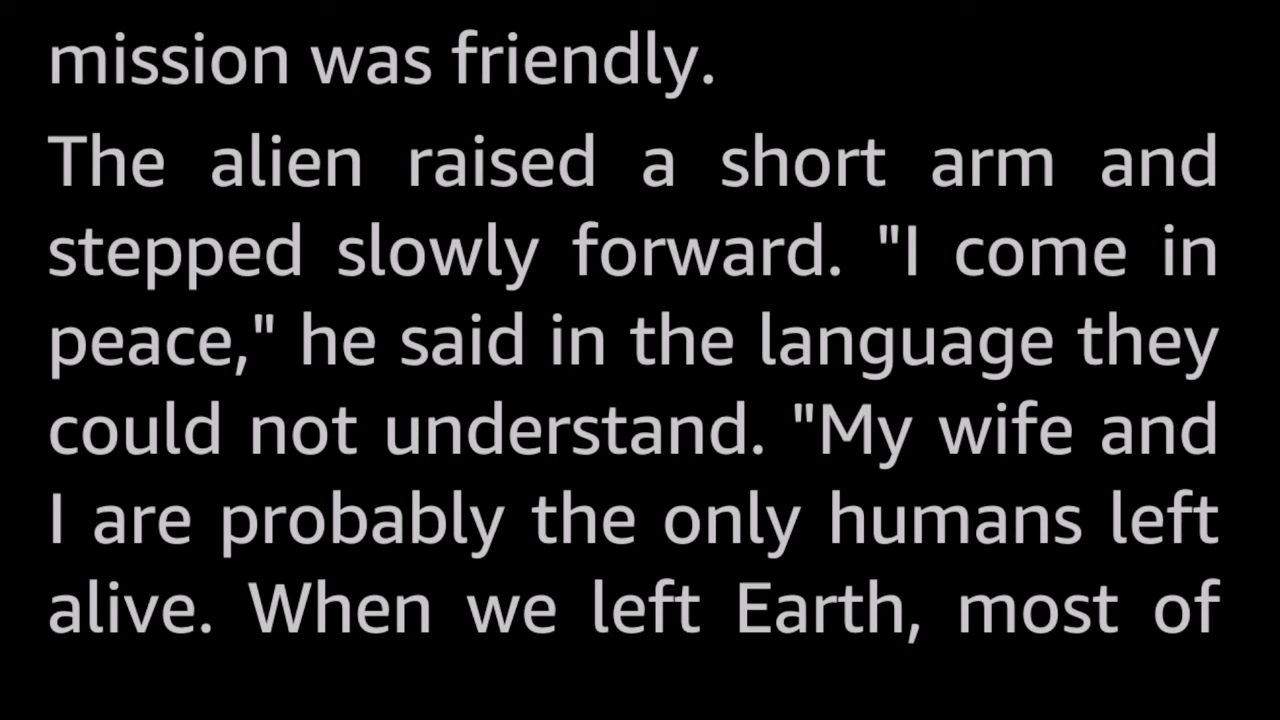 mission was friendly.
The alien raised a short arm and
stepped slowly forward. "I come in
peace," he said in the language they
could not understand. "My wife and
I are probably the only humans left
alive. When we left Earth, most of